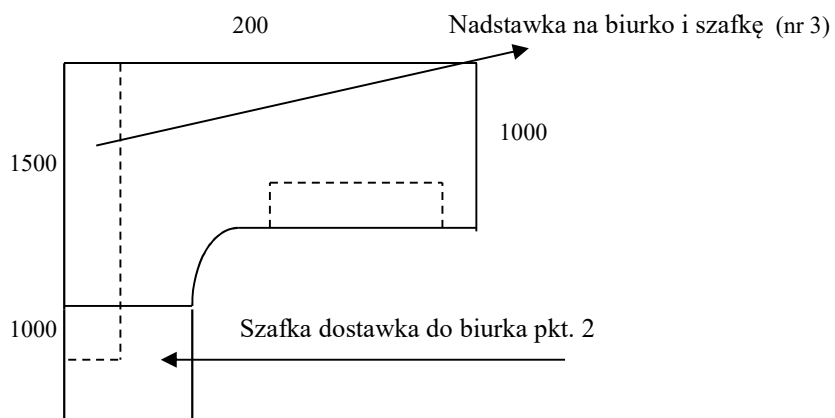 200
Nadstawka na biurko i szafkę (nr 3)
1000
1500
1000
Szafka dostawka do biurka pkt. 2